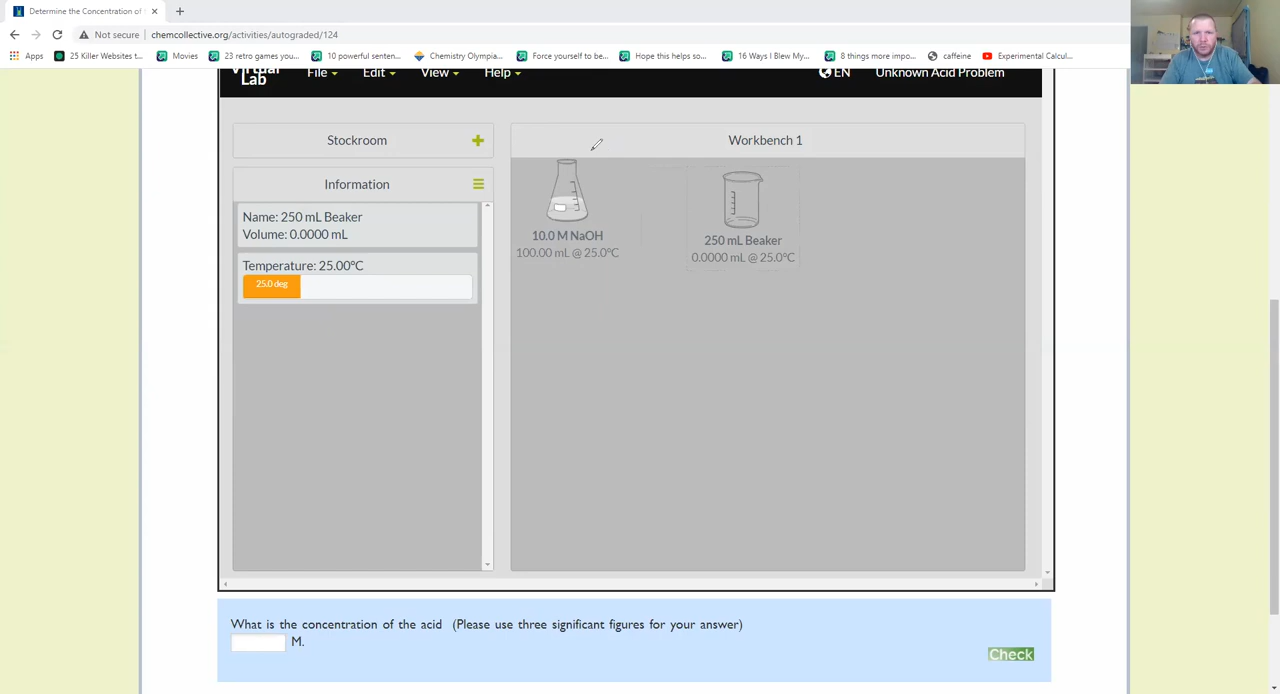 Determine the Concentration of
Not secure | chemcollective.org/activities/autograded/124
Apps 25 Killer Websites t... Movies 23 retro games you... 10 powerful senten... Chemistry Olympia... Force yourself to be... Hope this helps so... 16 Ways I Blew My... 8 things more impo... caffeine Experimental Calcul...
Virtual
Lab
File Edit View Help EN Unknown Acid Problem
Stockroom
Workbench 1
Information
Name: 250 mL Beaker
Volume: 0.0000 mL
Temperature: 25.00°C
25.0 deg
10.0 M NaOH
100.00 mL @ 25.0°C
250 mL Beaker
0.0000 mL @ 25.0°C
What is the concentration of the acid (Please use three significant figures for your answer)
M.
Check